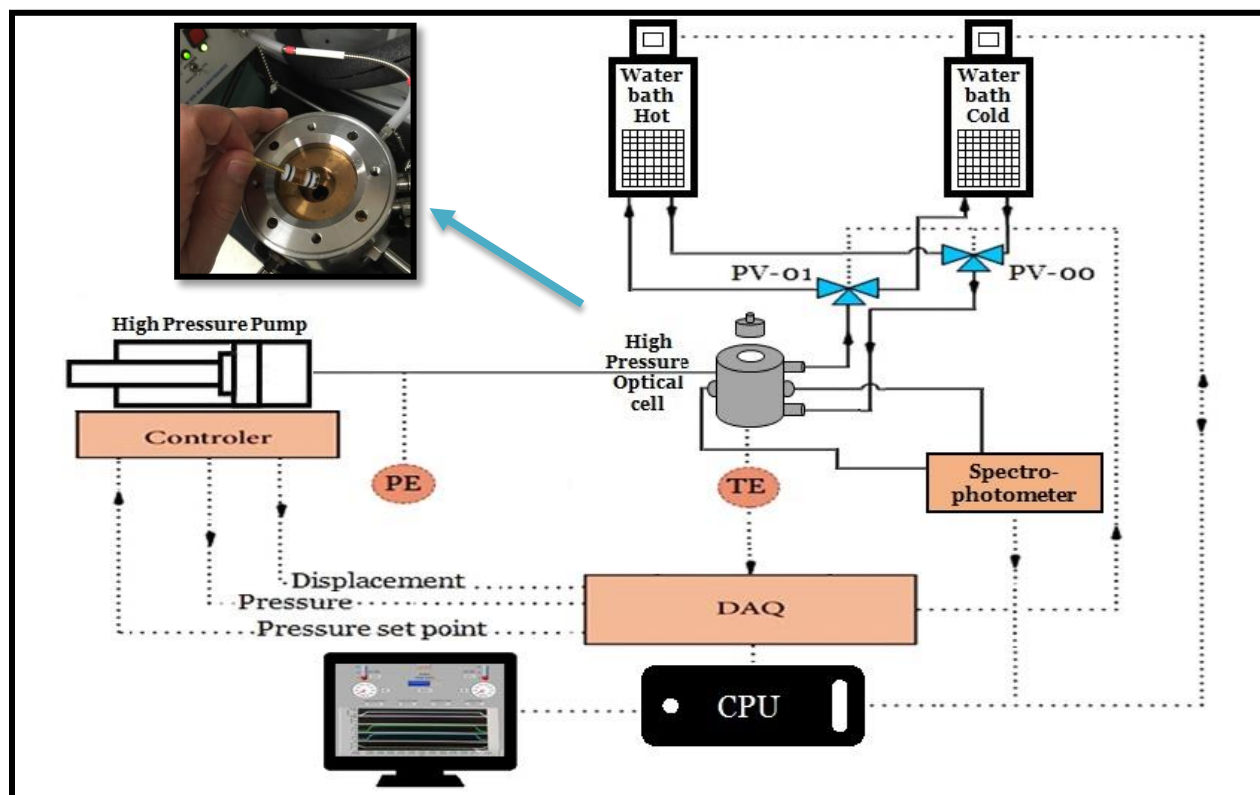 Water
bath
Hot
Water
bath
Cold
PV-01
PV-00
High Pressure Pump
High
Pressure
Optical
cell
Controler
PE
TE
Spectro-
photometer
Displacement
Pressure
Pressure set point
DAQ
CPU